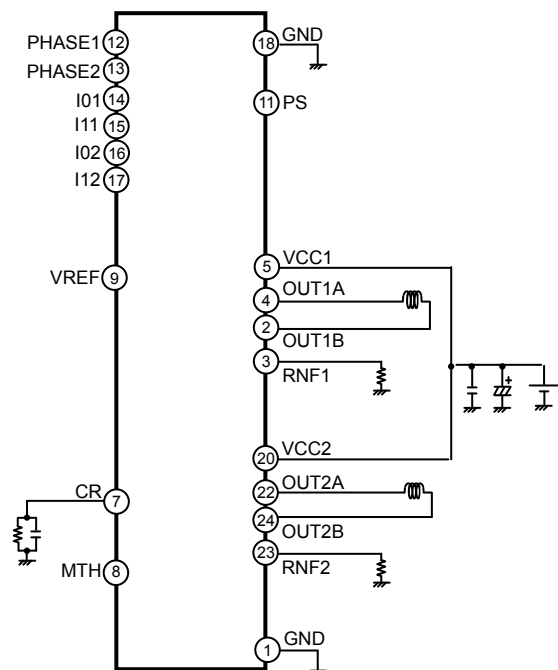 PHASE1 12
PHASE2 13
I01 14
I11 15
I02 16
I12 17
VREF 9
CR 7
MTH 8
18 GND
11 PS
5 VCC1
4 OUT1A
2 OUT1B
3 RNF1
+
20 VCC2
22 OUT2A
24 OUT2B
23 RNF2
1 GND